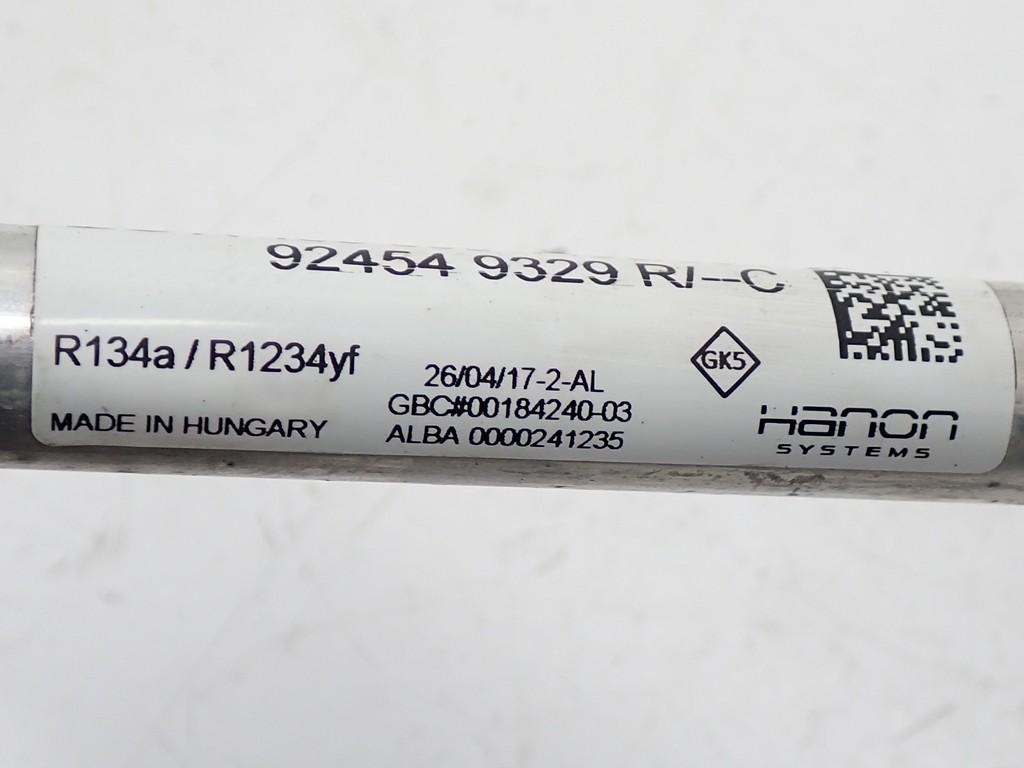 92454 9329 R/--C
R134a / R1234yf
GK5
26/04/17-2-AL
GBC#00184240-03
MADE IN HUNGARY
ALBA 0000241235
Hanon
SYSTEMS